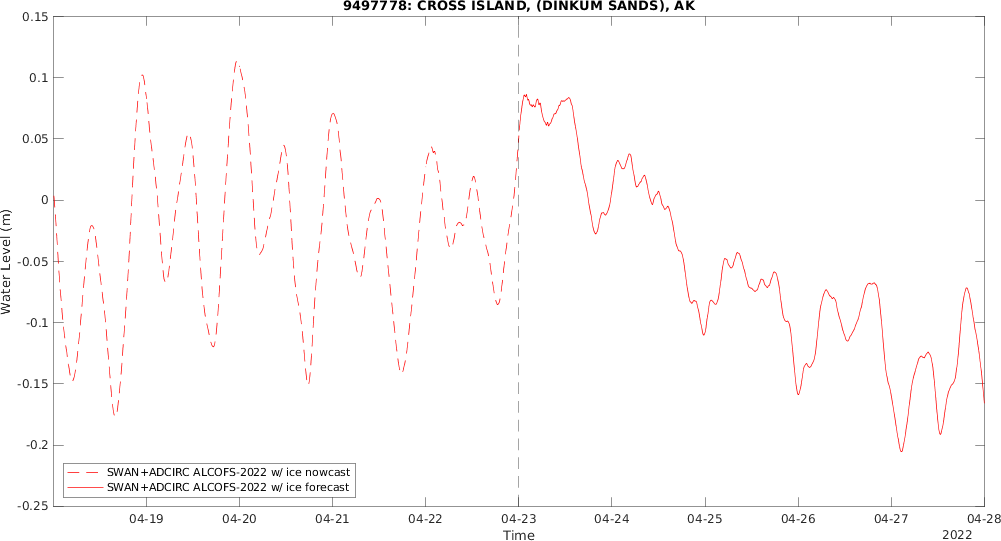 9497778: CROSS ISLAND, (DINKUM SANDS), AK
0.15
0.1
0.05
0
-0.05
-0.1
-0.15
-0.2
-0.25
Water Level (m)
SWAN+ADCIRC ALCOFS-2022 w/ ice nowcast
SWAN+ADCIRC ALCOFS-2022 w/ ice forecast
04-19 04-20 04-21 04-22 04-23 04-24 04-25 04-26 04-27 04-28
Time 2022